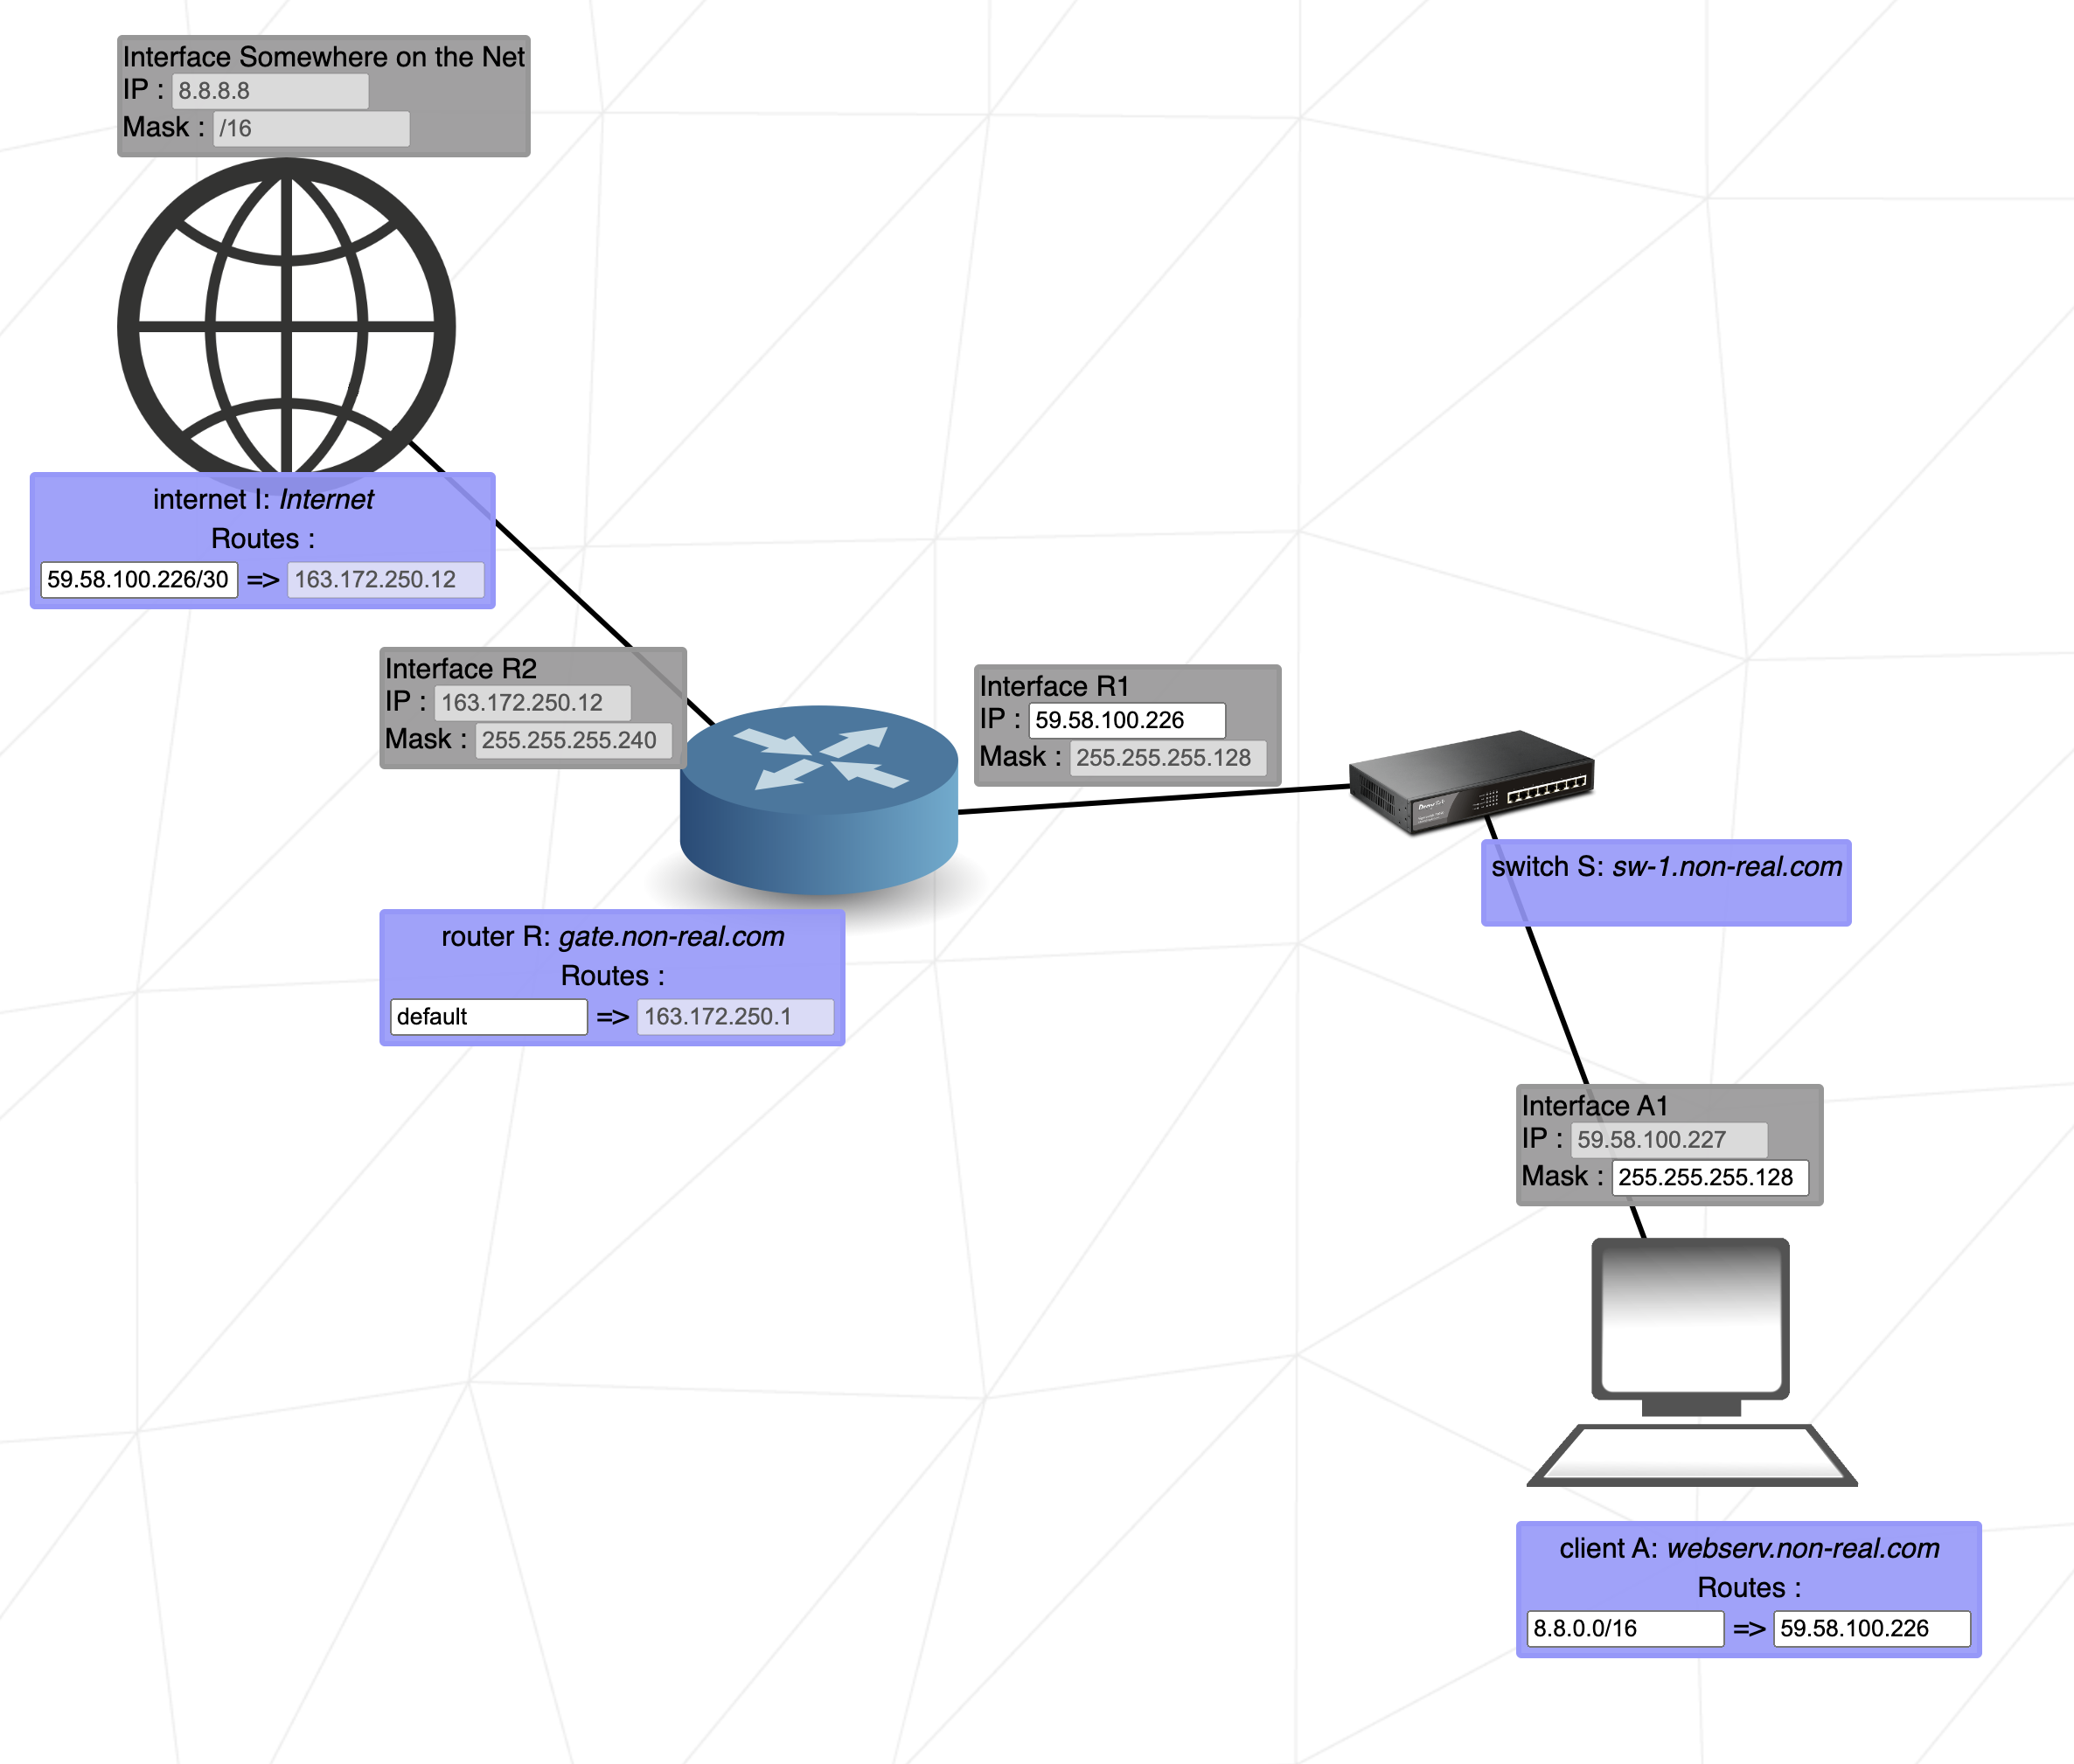 Interface Somewhere on the Net
IP : 8.8.8.8
Mask : /16
internet I: Internet
Routes :
59.58.100.226/30 => 163.172.250.12
Interface R2
IP : 163.172.250.12
Mask : 255.255.255.240
Interface R1
IP : 59.58.100.226
Mask : 255.255.255.128
switch S: sw-1.non-real.com
router R: gate.non-real.com
Routes :
default => 163.172.250.1
Interface A1
IP : 59.58.100.227
Mask : 255.255.255.128
client A: webserv.non-real.com
Routes :
8.8.0.0/16 => 59.58.100.226